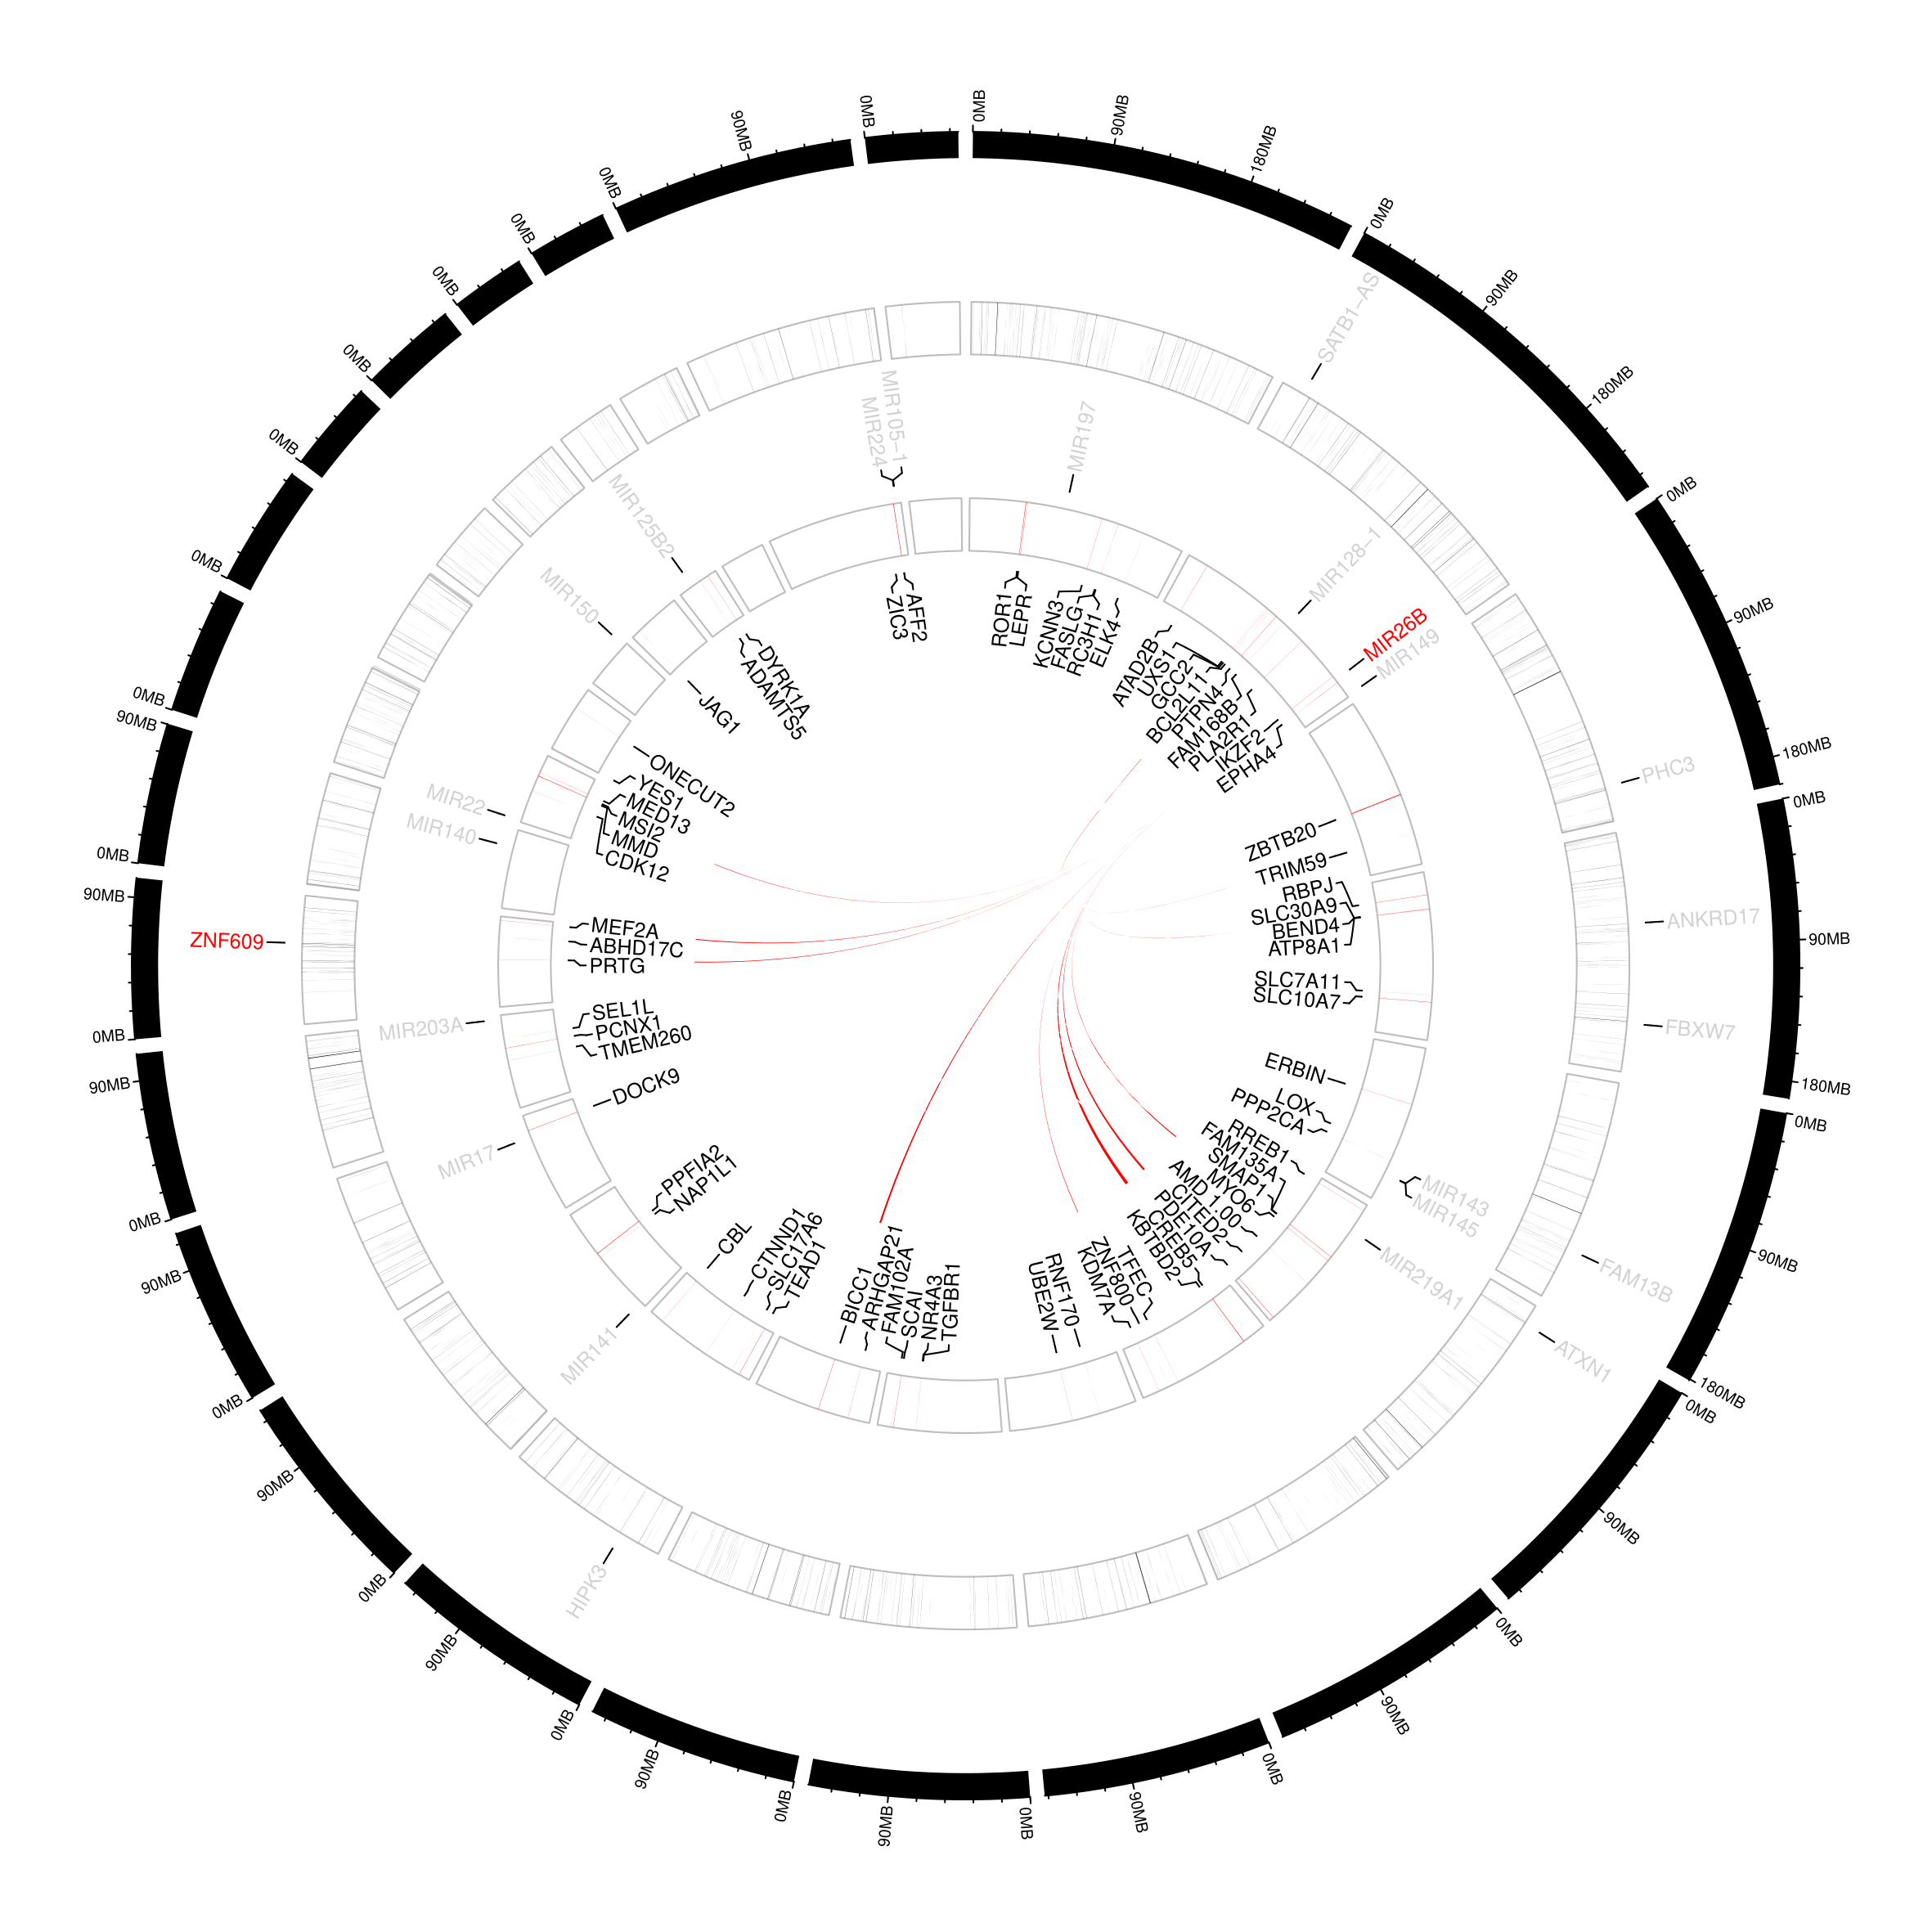 0MB
90MB
180MB
0MB
90MB
180MB
0MB
90MB
180MB
0MB
90MB
180MB
0MB
90MB
180MB
0MB
90MB
0MB
90MB
0MB
90MB
0MB
90MB
0MB
90MB
0MB
90MB
0MB
90MB
0MB
90MB
0MB
90MB
0MB
90MB
0MB
0MB
0MB
0MB
0MB
0MB
0MB
90MB
0MB
SATB1-AS
PHC3
ANKRD17
FBXW7
FAM13B
ATXN1
HIPK3
ZNF609
MIR197
MIR128-1
MIR26B
MIR149
MIR143
MIR145
MIR219A1
MIR141
MIR17
MIR203A
MIR140
MIR22
MIR150
MIR125B2
MIR224
MIR105-1
ROR1
LEPR
KCNN3
FASLG
RC3H1
ELK4
ATAD2B
UXS1
GCC2
BCL2L11
PTPN4
FAM168B
PLA2R1
IKZF2
EPHA4
ZBTB20
TRIM59
RBPJ
SLC30A9
BEND4
ATP8A1
SLC7A11
SLC10A7
ERBIN
LOX
PPP2CA
RREB1
FAM135A
SMAP1
MYO6
AMD 1.00
CITED2
PDE10A
CREB5
KBTBD2
TFEC
ZNF800
KDM7A
RNF170
UBE2W
TGFBR1
NR4A3
SCAI
FAM102A
ARHGAP21
BICC1
TEAD1
SLC17A6
CTNND1
CBL
NAP1L1
PPFIA2
DOCK9
TMEM260
PCNX1
SEL1L
PRTG
ABHD17C
MEF2A
CDK12
MMD
MSI2
MED13
YES1
ONECUT2
JAG1
ADAMTS5
DYRK1A
ZIC3
AFF2